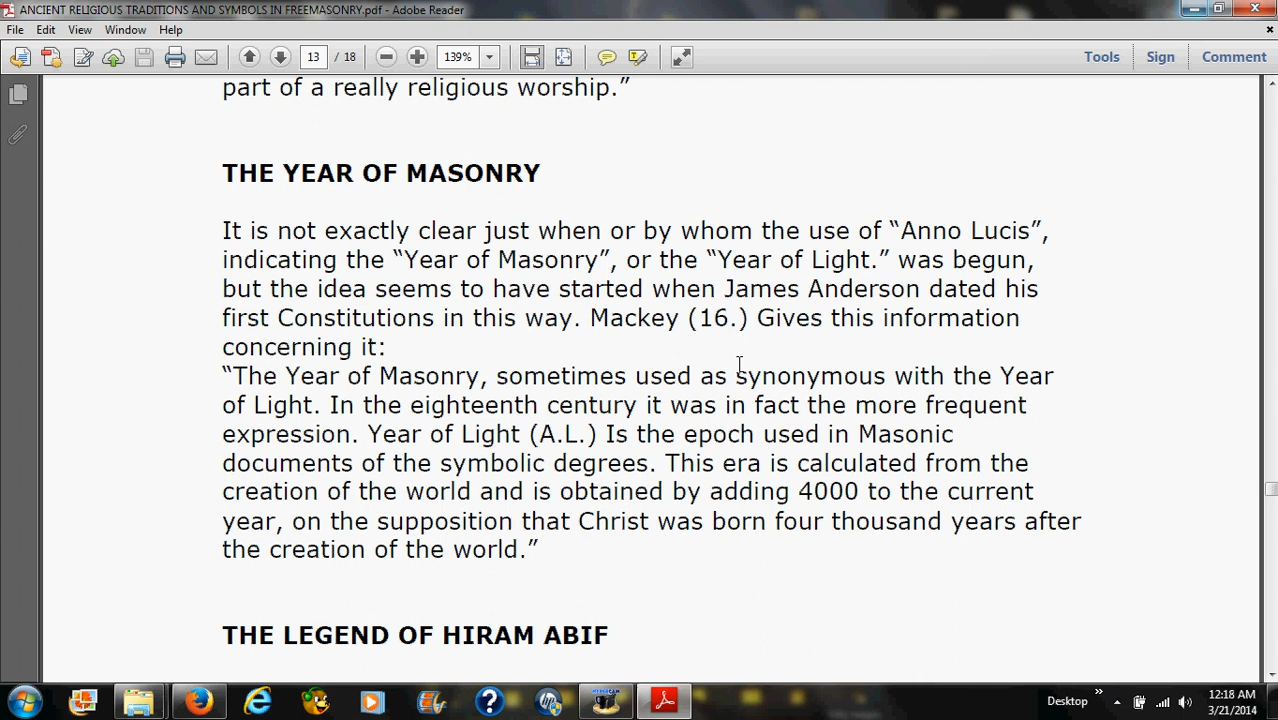 ANCIENT RELIGIOUS TRADITIONS AND SYMBOLS IN FREEMASONRY.pdf - Adobe Reader
File Edit View Window Help
13 / 18 139% Tools Sign Comment
part of a really religious worship.”
THE YEAR OF MASONRY
It is not exactly clear just when or by whom the use of “Anno Lucis”,
indicating the “Year of Masonry”, or the “Year of Light.” was begun,
but the idea seems to have started when James Anderson dated his
first Constitutions in this way. Mackey (16.) Gives this information
concerning it:
“The Year of Masonry, sometimes used as synonymous with the Year
of Light. In the eighteenth century it was in fact the more frequent
expression. Year of Light (A.L.) Is the epoch used in Masonic
documents of the symbolic degrees. This era is calculated from the
creation of the world and is obtained by adding 4000 to the current
year, on the supposition that Christ was born four thousand years after
the creation of the world.”
THE LEGEND OF HIRAM ABIF
Desktop
12:18 AM
3/21/2014